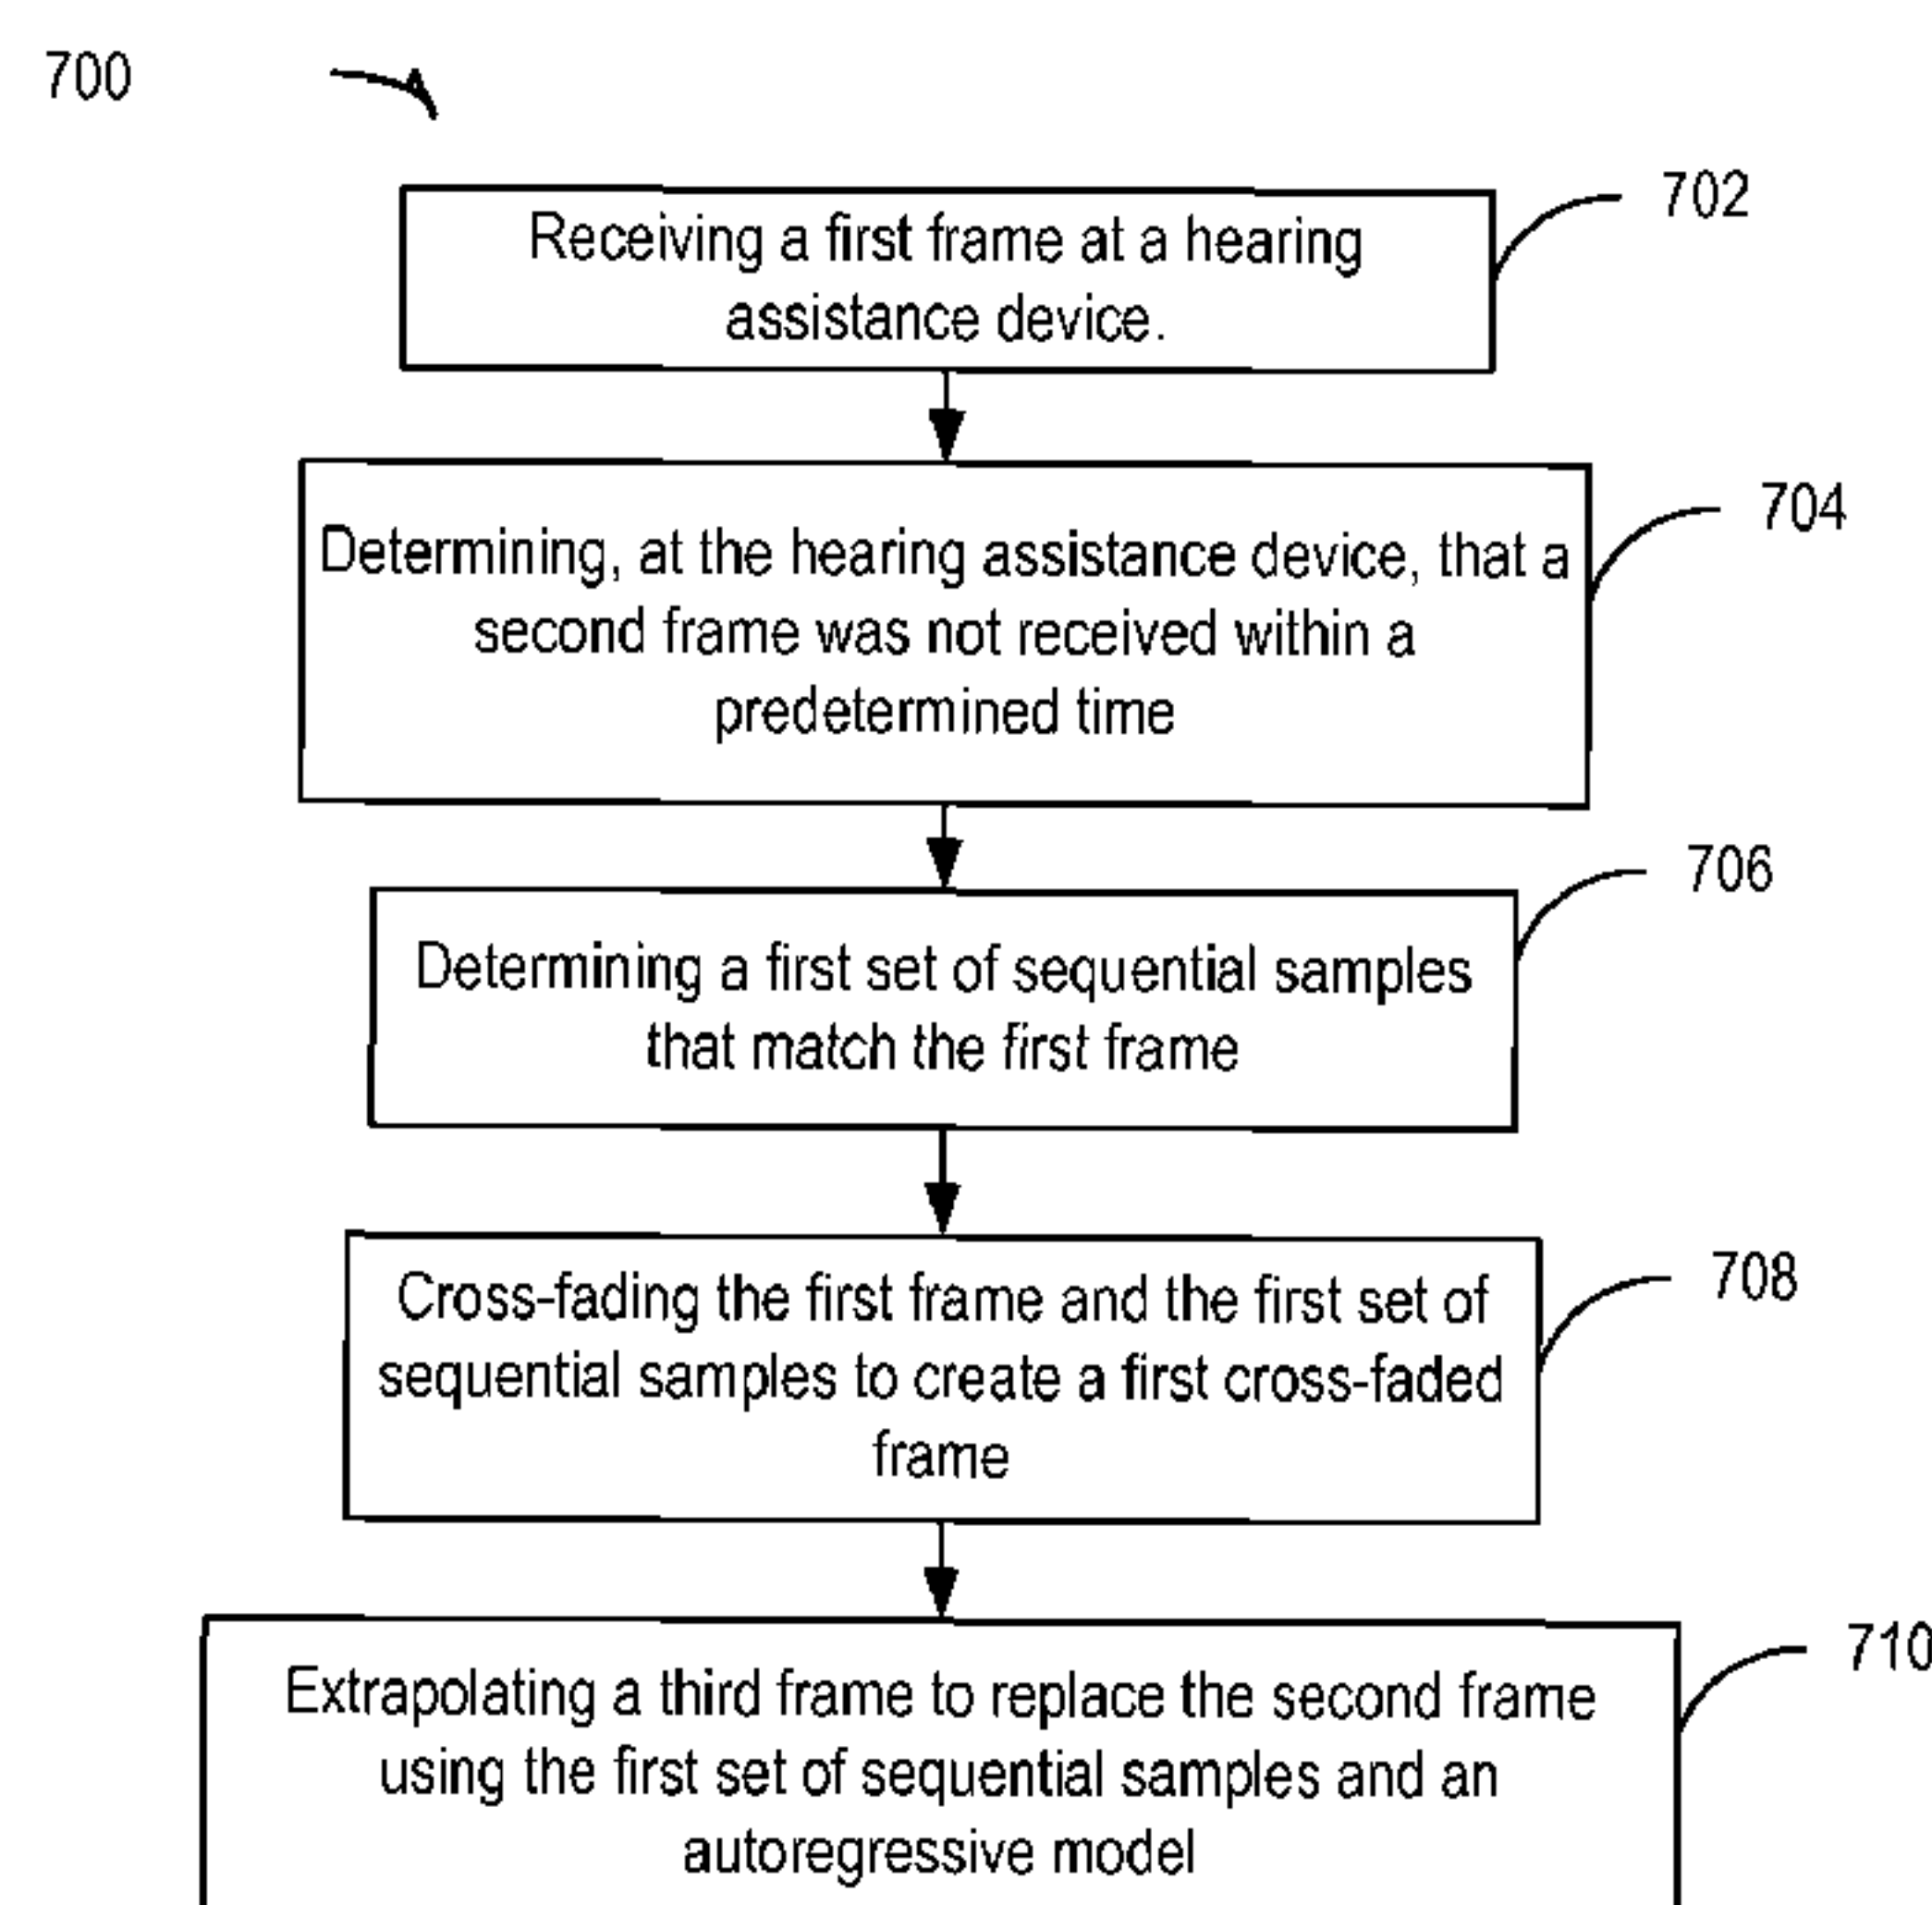 700
702
Receiving a first frame at a hearing
assistance device.
704
Determining, at the hearing assistance device, that a
second frame was not received within a
predetermined time
706
Determining a first set of sequential samples
that match the first frame
708
Cross-fading the first frame and the first set of
sequential samples to create a first cross-faded
frame
710
Extrapolating a third frame to replace the second frame
using the first set of sequential samples and an
autoregressive model